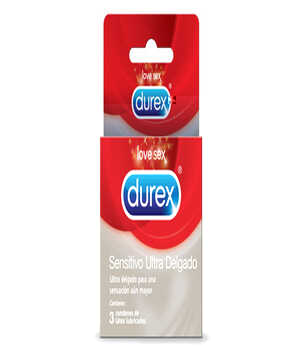 love sex
durex
love sex
durex®
Sensitivo Ultra Delgado
Ultra delgado para una
sensación aún mayor
Contiene:
3 condones de
látex lubricados